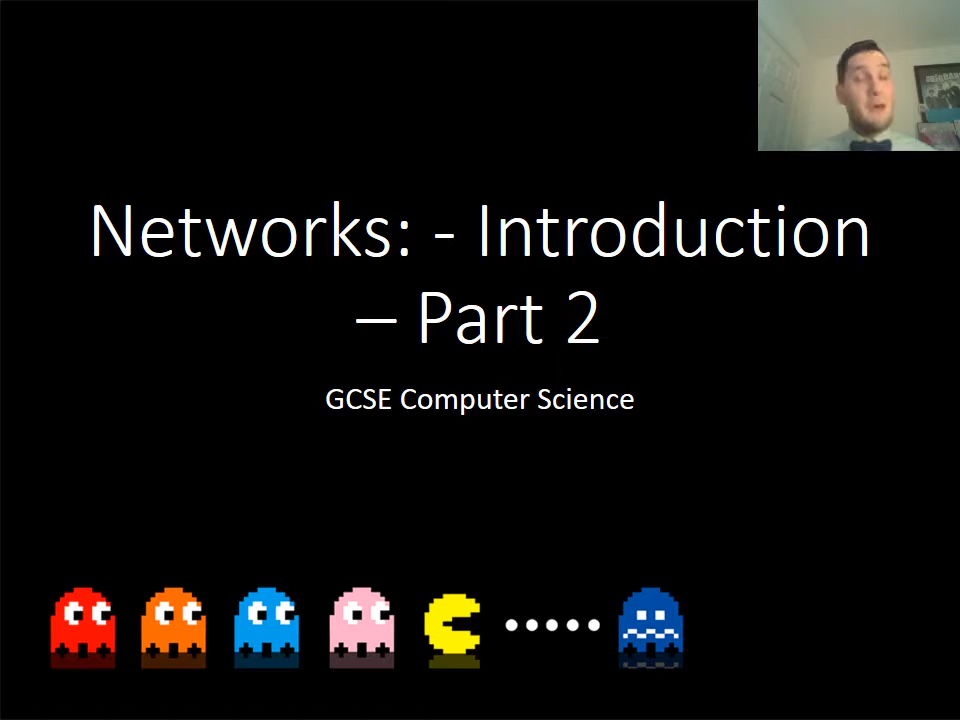 Networks: - Introduction
– Part 2
GCSE Computer Science